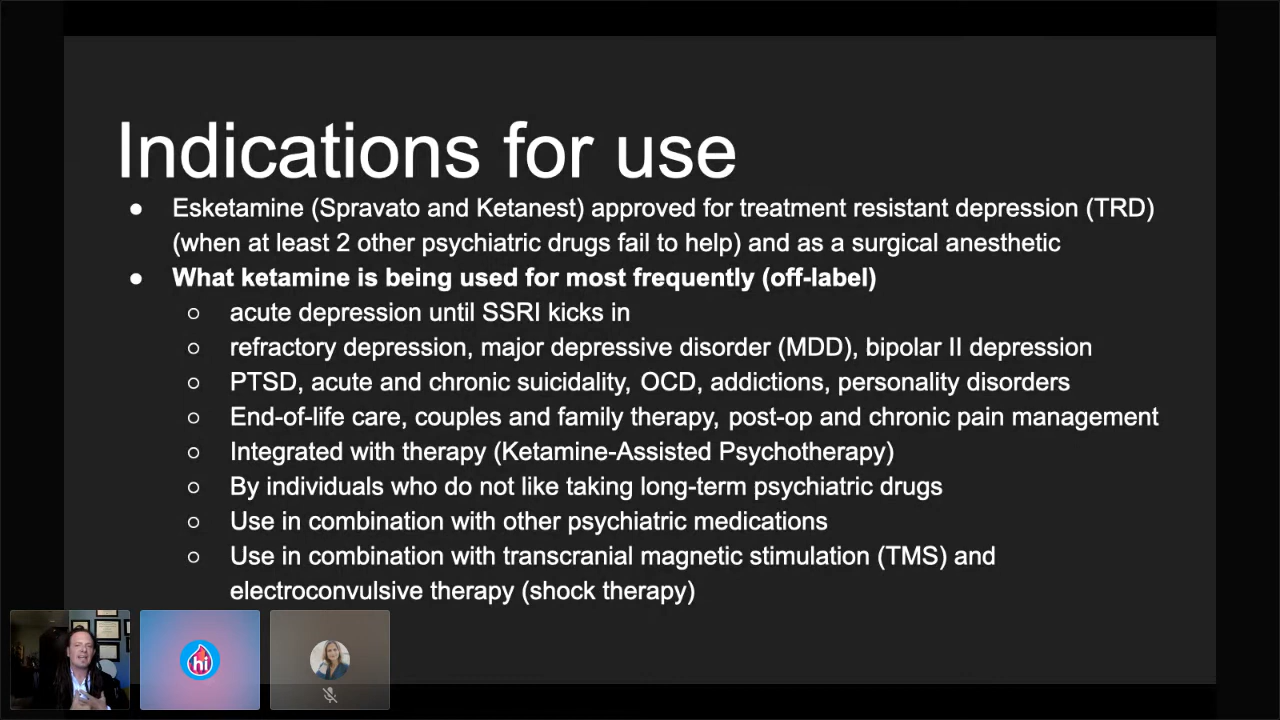 Indications for use
● Esketamine (Spravato and Ketanest) approved for treatment resistant depression (TRD)
(when at least 2 other psychiatric drugs fail to help) and as a surgical anesthetic
● What ketamine is being used for most frequently (off-label)
○ acute depression until SSRI kicks in
○ refractory depression, major depressive disorder (MDD), bipolar II depression
○ PTSD, acute and chronic suicidality, OCD, addictions, personality disorders
○ End-of-life care, couples and family therapy, post-op and chronic pain management
○ Integrated with therapy (Ketamine-Assisted Psychotherapy)
○ By individuals who do not like taking long-term psychiatric drugs
○ Use in combination with other psychiatric medications
○ Use in combination with transcranial magnetic stimulation (TMS) and
electroconvulsive therapy (shock therapy)
hi